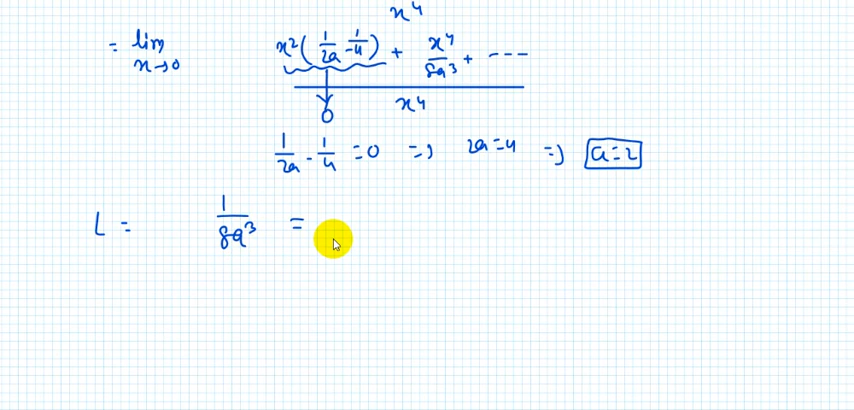 x⁴
= lim x→0 x²(1/2a - 1/4) + x⁴/8a³ + ---
x⁴
0
1/2a - 1/4 = 0 => 2a = 4 => a = 2
L = 1/8a³ =